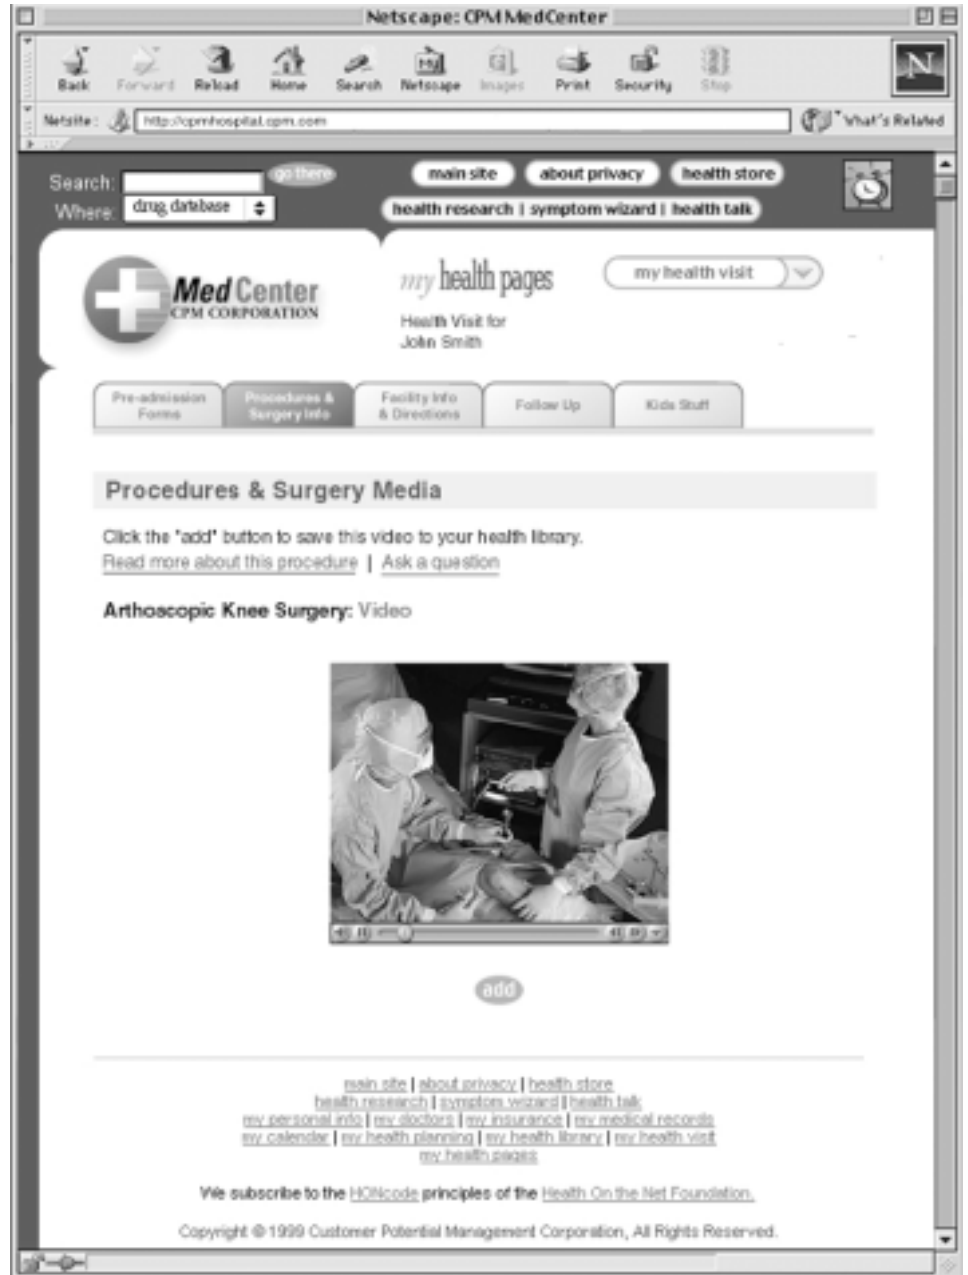 Netscape: CPM MedCenter
Back Forward Reload Home Search Netscape Images Print Security Stop
Netsite: http://cpmhospital.cpm.com What's Related
Search: go there main site about privacy health store
Where: drug database health research | symptom wizard | health talk
MedCenter
CPM CORPORATION
my health pages my health visit
Health Visit for
John Smith
Pre-admission Forms
Procedures & Surgery Info
Facility Info & Directions
Follow Up
Kids Stuff
Procedures & Surgery Media
Click the "add" button to save this video to your health library.
Read more about this procedure | Ask a question
Arthoscopic Knee Surgery: Video
add
main site | about privacy | health store
health research | symptom wizard | health talk
my personal info | my doctors | my insurance | my medical records
my calendar | my health planning | my health library | my health visit
my health pages
We subscribe to the HONcode principles of the Health On the Net Foundation.
Copyright © 1999 Customer Potential Management Corporation, All Rights Reserved.